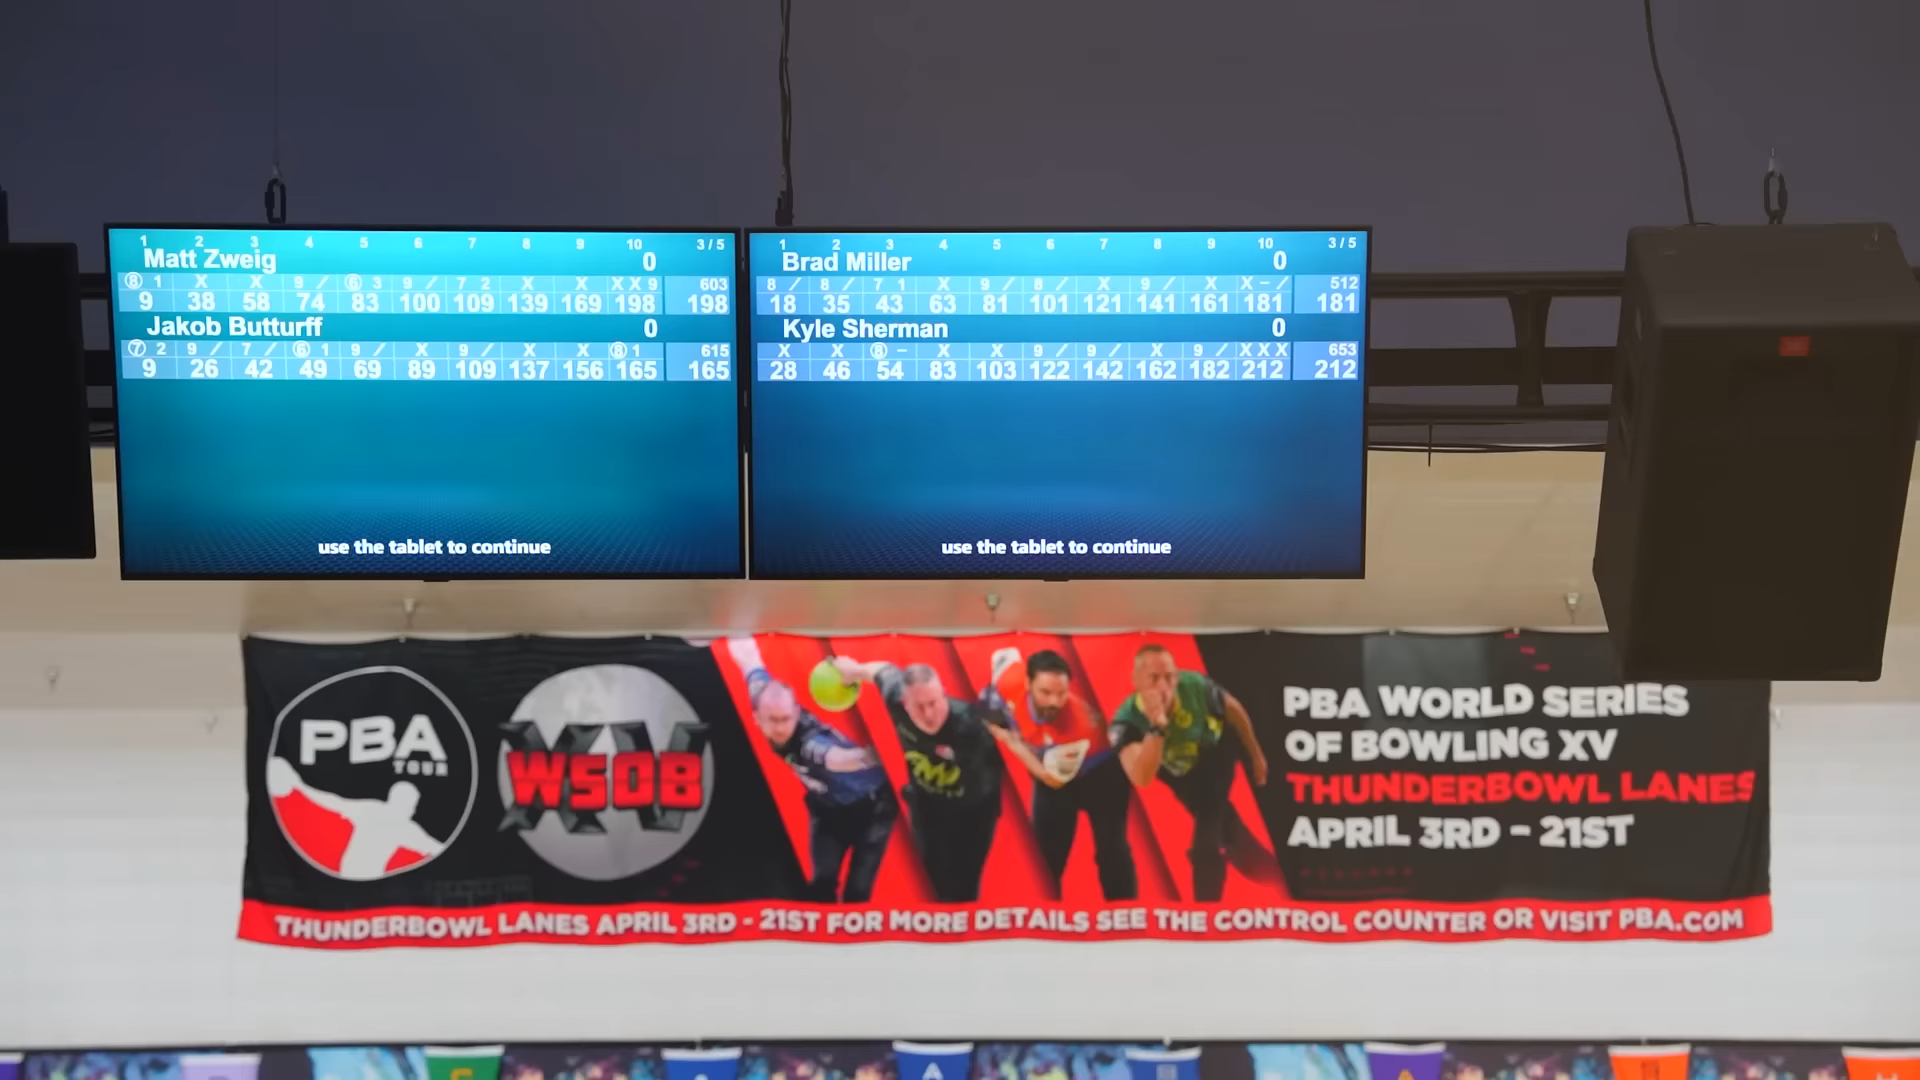 1 2 3 4 5 6 7 8 9 10 3 / 5
Matt Zweig 0
⑧ 1 X X 9 / ⑥ 3 9 / 7 2 X X X X 9 603
9 38 58 74 83 100 109 139 169 198 198
Jakob Butturff 0
⑦ 2 9 / 7 / ⑥ 1 9 / X 9 / X X ⑧ 1 615
9 26 42 49 69 89 109 137 156 165 165
use the tablet to continue
1 2 3 4 5 6 7 8 9 10 3 / 5
Brad Miller 0
8 / 8 / 7 1 X 9 / 8 / X 9 / X X - / 512
18 35 43 63 81 101 121 141 161 181 181
Kyle Sherman 0
X X ⑧ - X X 9 / 9 / X 9 / X X X 653
28 46 54 83 103 122 142 162 182 212 212
use the tablet to continue
PBA
TOUR
XV
WSOB
PBA WORLD SERIES
OF BOWLING XV
THUNDERBOWL LANES
APRIL 3RD - 21ST
THUNDERBOWL LANES APRIL 3RD - 21ST FOR MORE DETAILS SEE THE CONTROL COUNTER OR VISIT PBA.COM